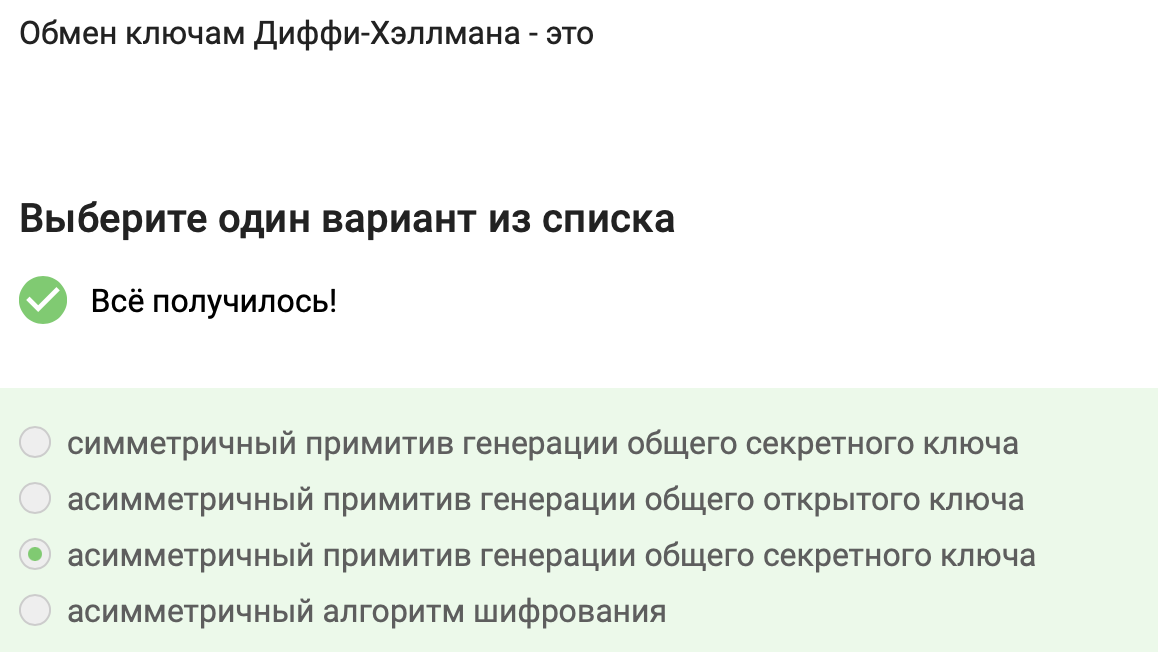 Обмен ключам Диффи-Хэллмана - это
Выберите один вариант из списка
Всё получилось!
симметричный примитив генерации общего секретного ключа
асимметричный примитив генерации общего открытого ключа
асимметричный примитив генерации общего секретного ключа
асимметричный алгоритм шифрования